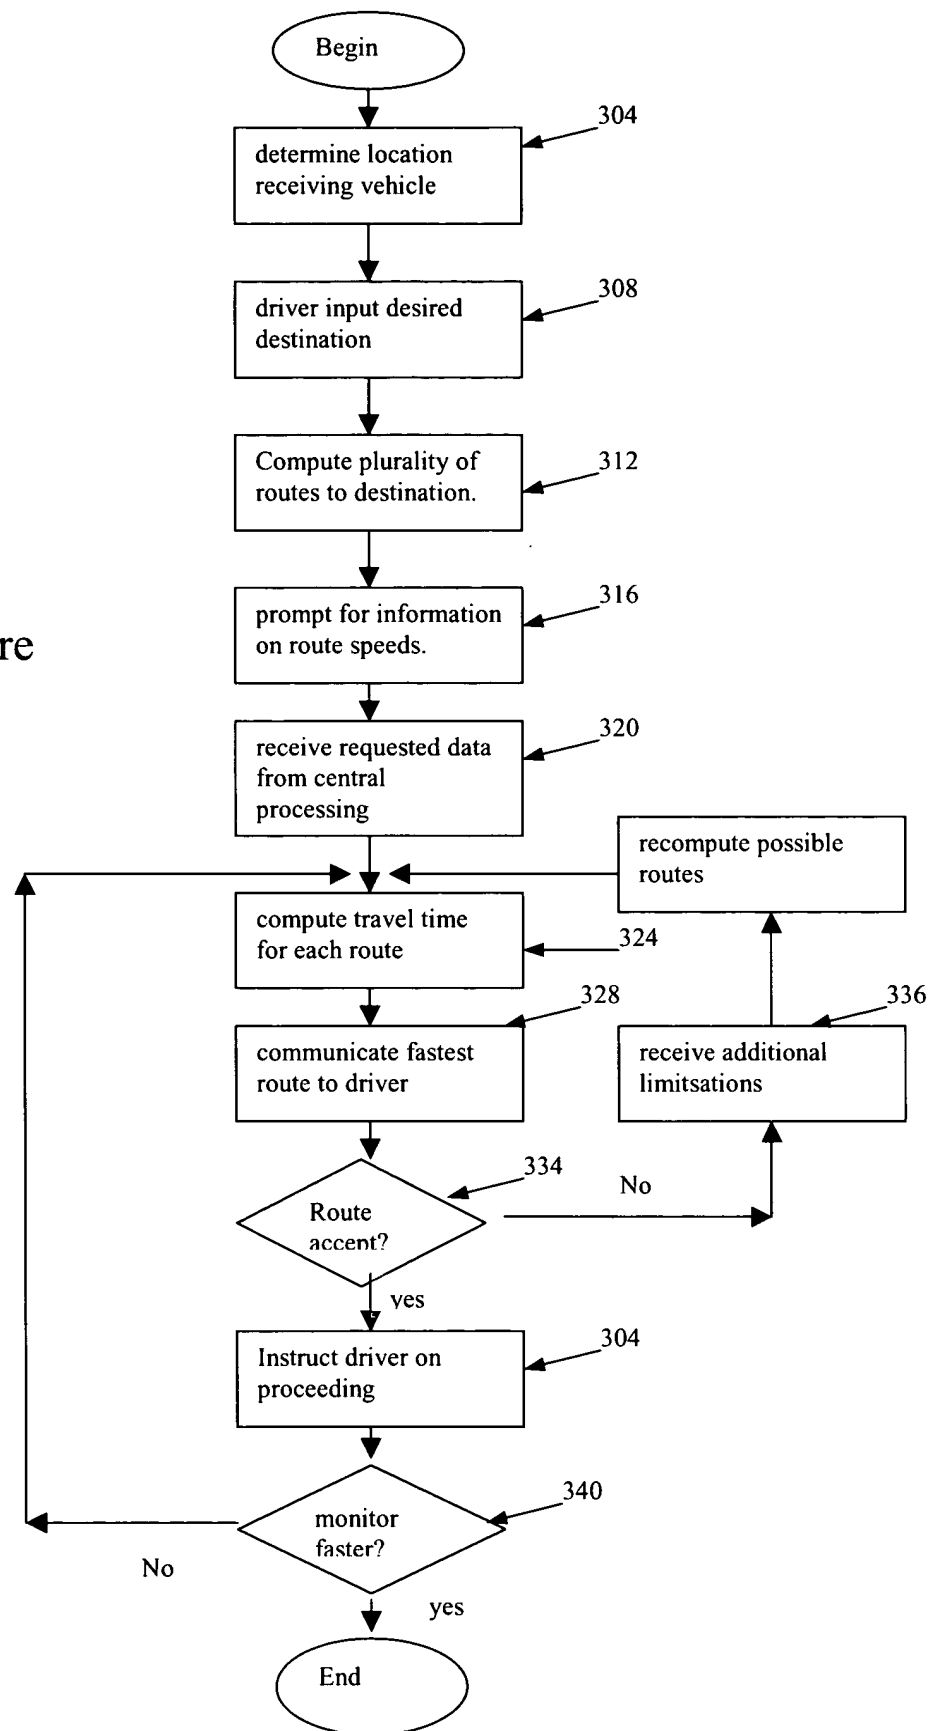 Begin
304
determine location
receiving vehicle
308
driver input desired
destination
312
Compute plurality of
routes to destination.
316
prompt for information
on route speeds.
re
320
receive requested data
from central
processing
recompute possible
routes
compute travel time
for each route
324
328
336
communicate fastest
route to driver
receive additional
limitsations
334
No
Route
accent?
yes
304
Instruct driver on
proceeding
340
monitor
faster?
No
yes
End